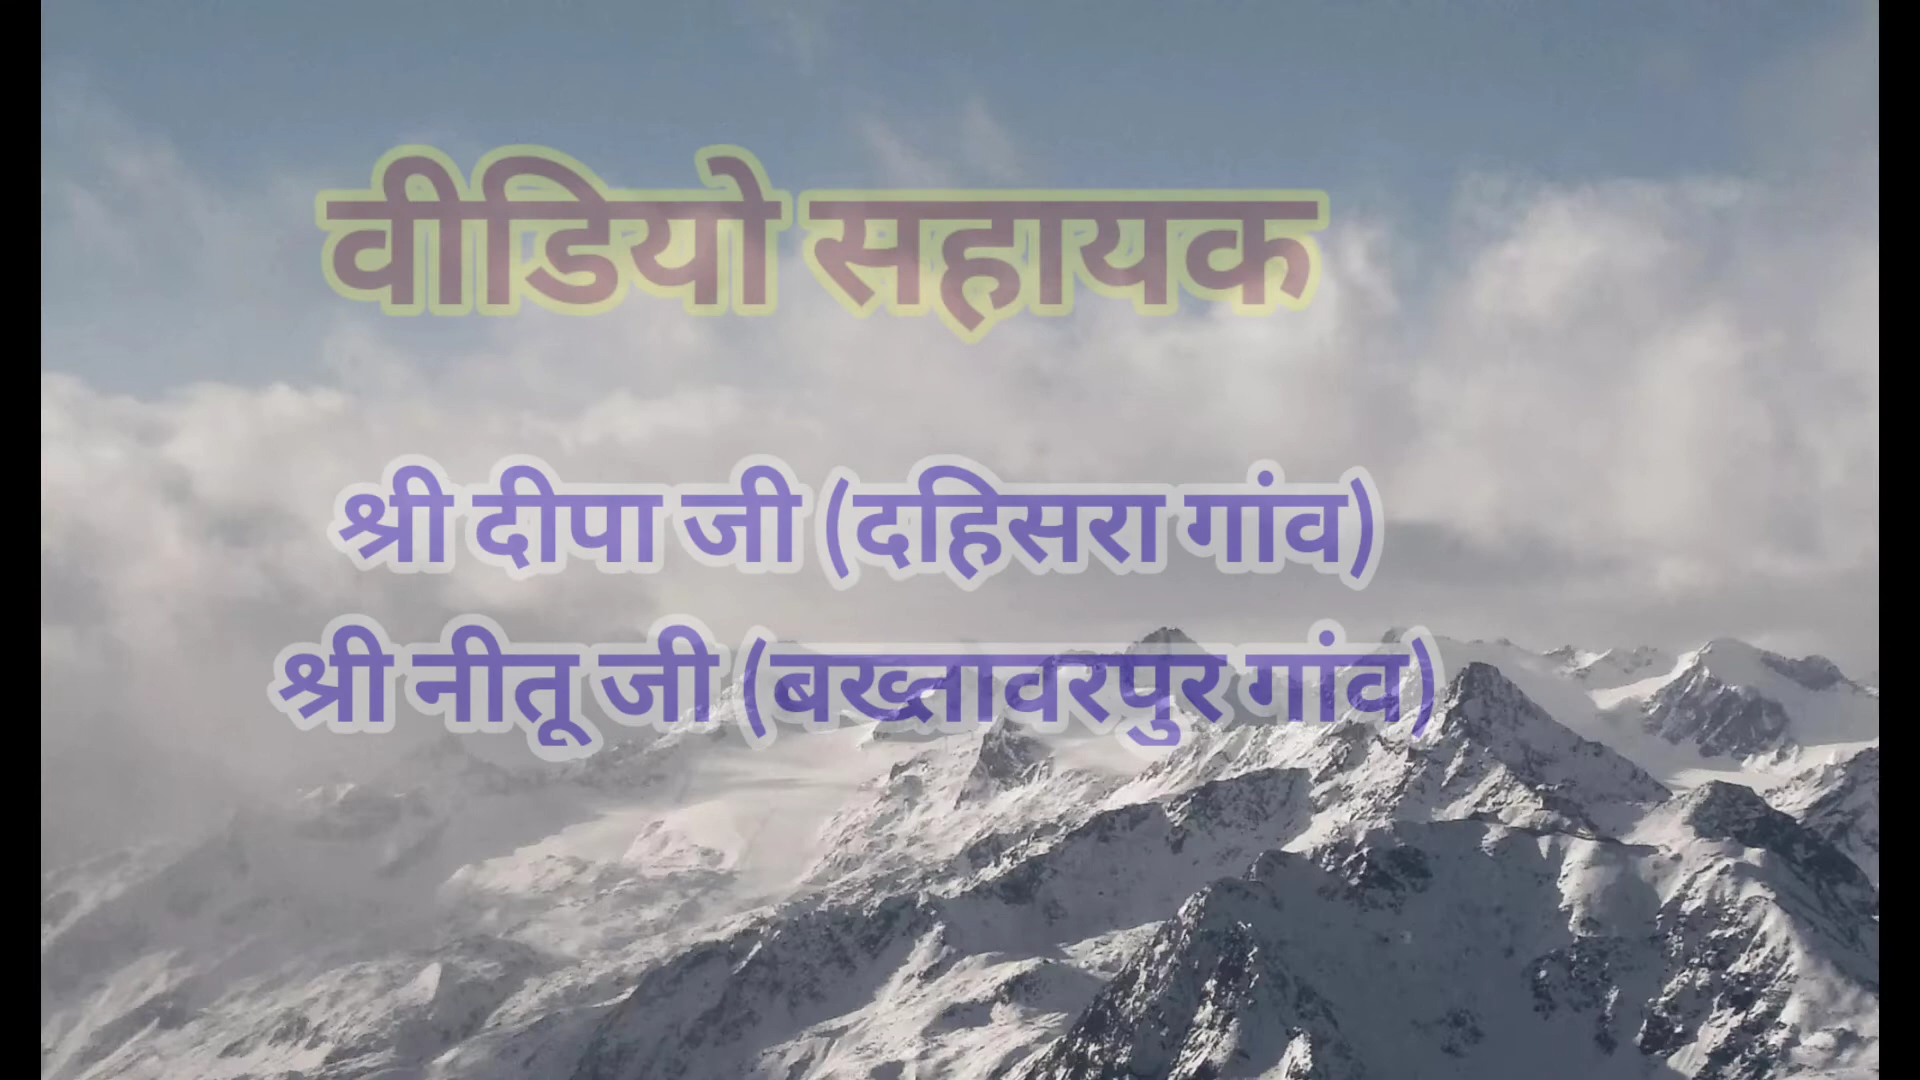 वीडियो सहायक
श्री दीपा जी (दहिसरा गांव)
श्री नीतू जी (बख्तावरपुर गांव)